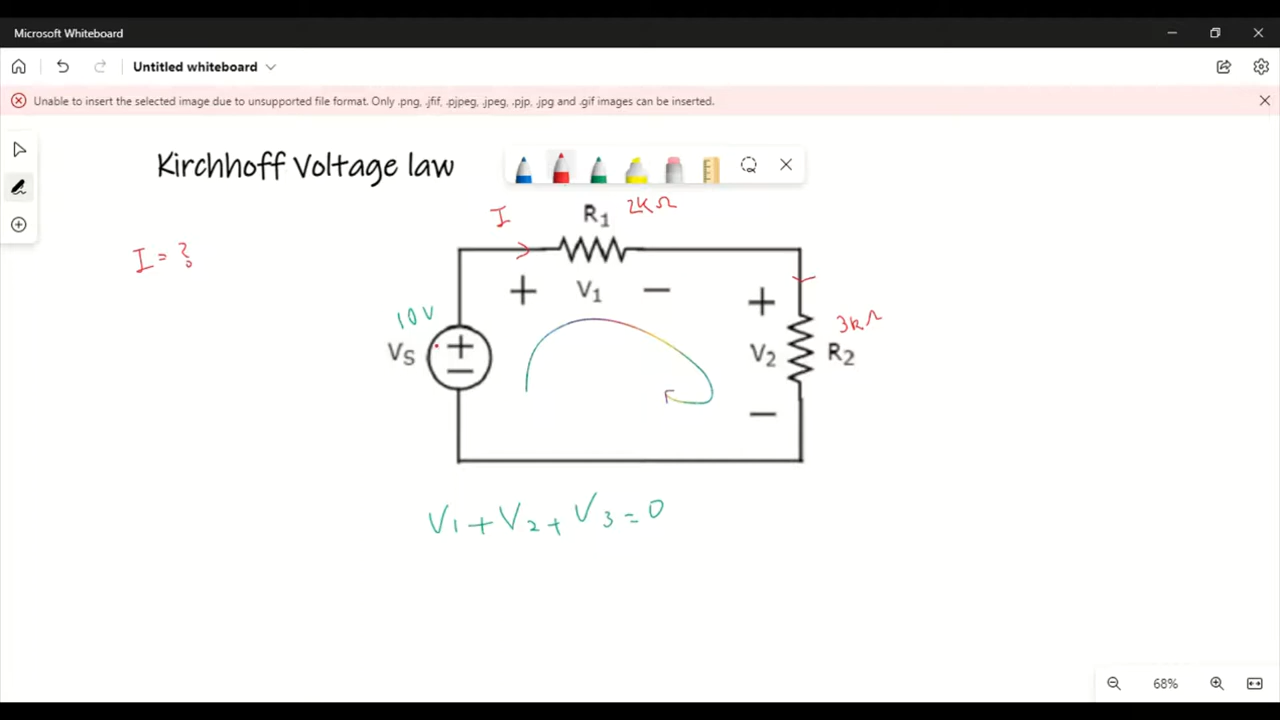 Microsoft Whiteboard
Untitled whiteboard
Unable to insert the selected image due to unsupported file format. Only .png, .jfif, .pjpeg, .jpeg, .pjp, .jpg and .gif images can be inserted.
Kirchhoff Voltage law
I R₁ 2kΩ
I = ?
+ V₁ −
10V
+
3kΩ
Vs + −
V₂ R₂
−
V₁ + V₂ + V₃ = 0
68%